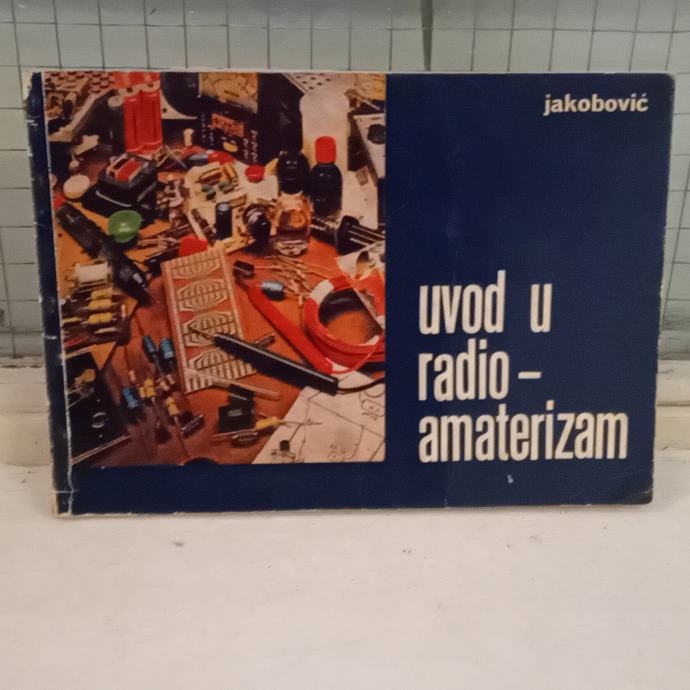 jakobović
uvod u
radio-
amaterizam